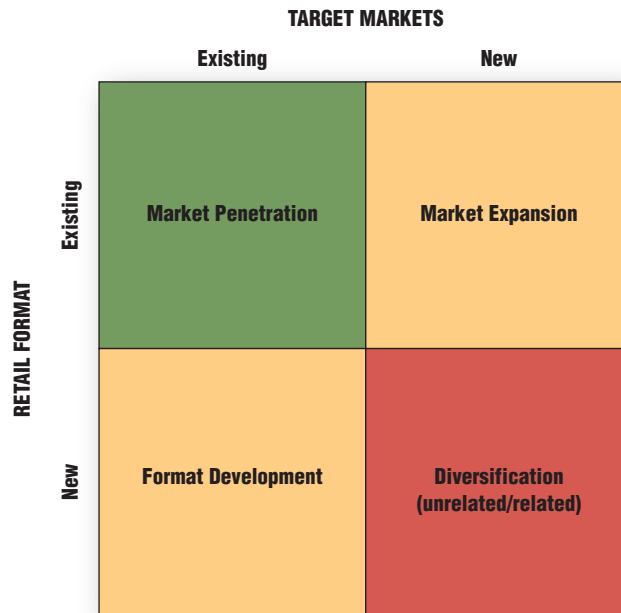 TARGET MARKETS
Existing
New
RETAIL FORMAT
Existing
Market Penetration
Market Expansion
New
Format Development
Diversification
(unrelated/related)